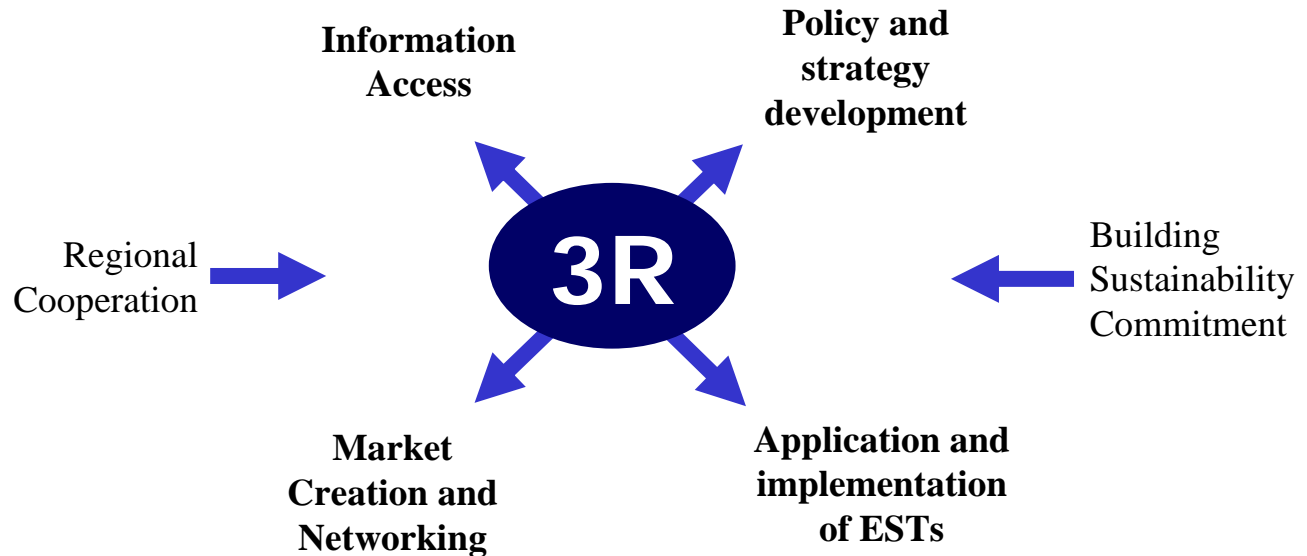 Information
Access
Policy and
strategy
development
Regional
Cooperation
3R
Building
Sustainability
Commitment
Market
Creation and
Networking
Application and
implementation
of ESTs